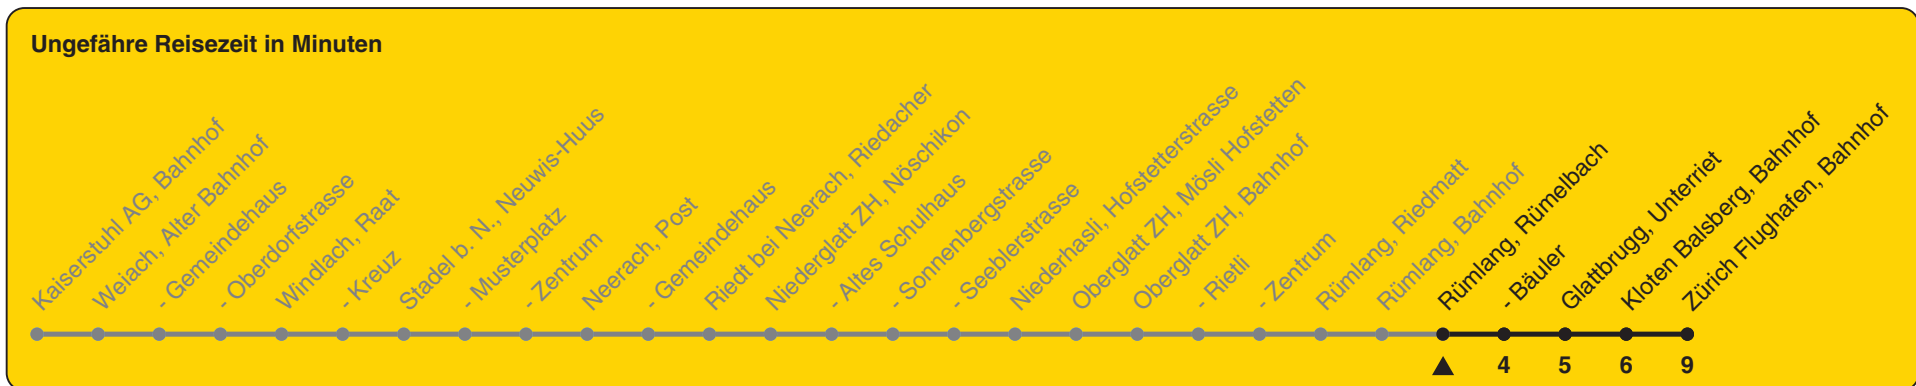 Ungefähre Reisezeit in Minuten
Kaiserstuhl AG, Bahnhof
Weiach, Alter Bahnhof
- Gemeindehaus
- Oberdorfstrasse
Windlach, Raat
- Kreuz
Stadel b. N., Neuwis-Huus
- Musterplatz
- Zentrum
Neerach, Post
- Gemeindehaus
Riedt bei Neerach, Riedacher
Niederglatt ZH, Nöschikon
- Altes Schulhaus
- Sonnenbergstrasse
- Seeblerstrasse
Niederhasli, Hofstetterstrasse
Oberglatt ZH, Mösli Hofstetten
Oberglatt ZH, Bahnhof
- Rietli
- Zentrum
Rümlang, Riedmatt
Rümlang, Bahnhof
Rümlang, Rümelbach
- Bäuler
Glattbrugg, Unterriet
Kloten Balsberg, Bahnhof
Zürich Flughafen, Bahnhof
4 5 6 9